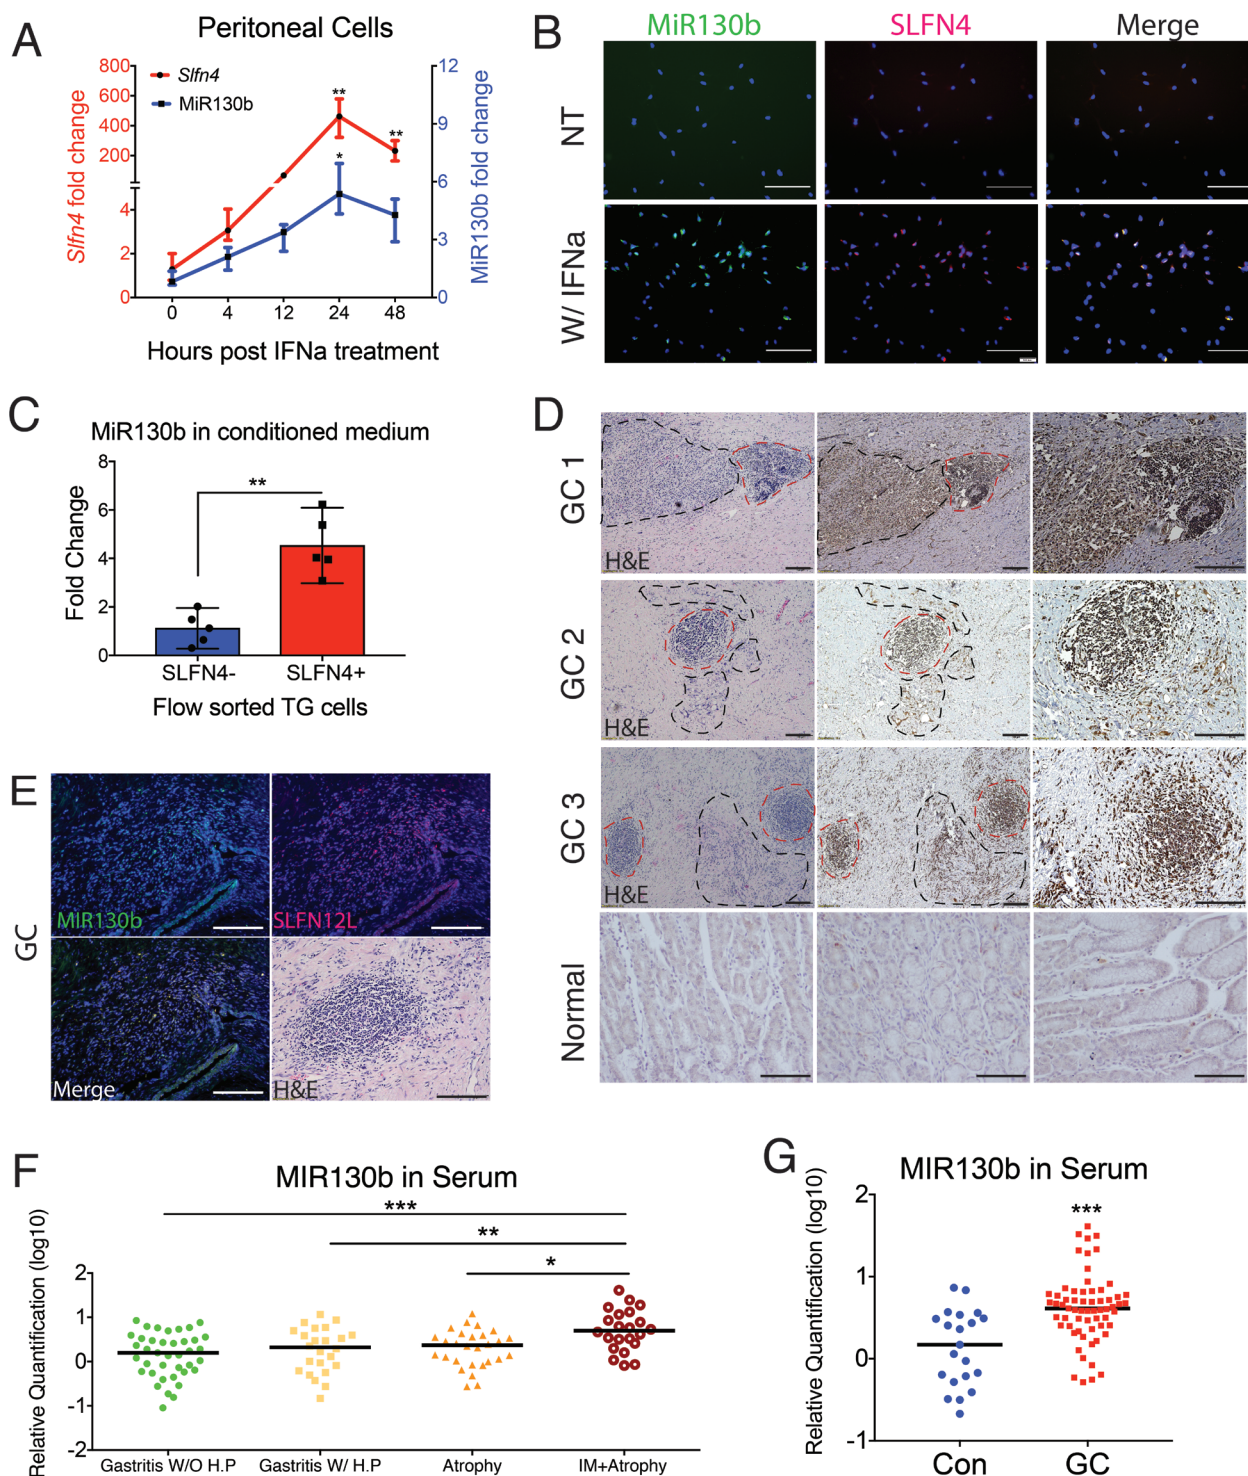 A
Peritoneal Cells
Slfn4
MiR130b
800
600
400
200
4
2
0
12
9
6
3
0
**
**
*
Slfn4 fold change
MiR130b fold change
0 4 12 24 48
Hours post IFNa treatment
B
MiR130b SLFN4 Merge
NT
W/ IFNa
C
MiR130b in conditioned medium
**
8
6
4
2
0
Fold Change
SLFN4- SLFN4+
Flow sorted TG cells
D
GC 1
H&E
GC 2
H&E
GC 3
H&E
Normal
E
GC
MIR130b SLFN12L
Merge H&E
F
MIR130b in Serum
***
**
*
2
1
0
-1
-2
Relative Quantification (log10)
Gastritis W/O H.P Gastritis W/ H.P Atrophy IM+Atrophy
G
MIR130b in Serum
***
2
1
0
-1
Relative Quantification (log10)
Con GC